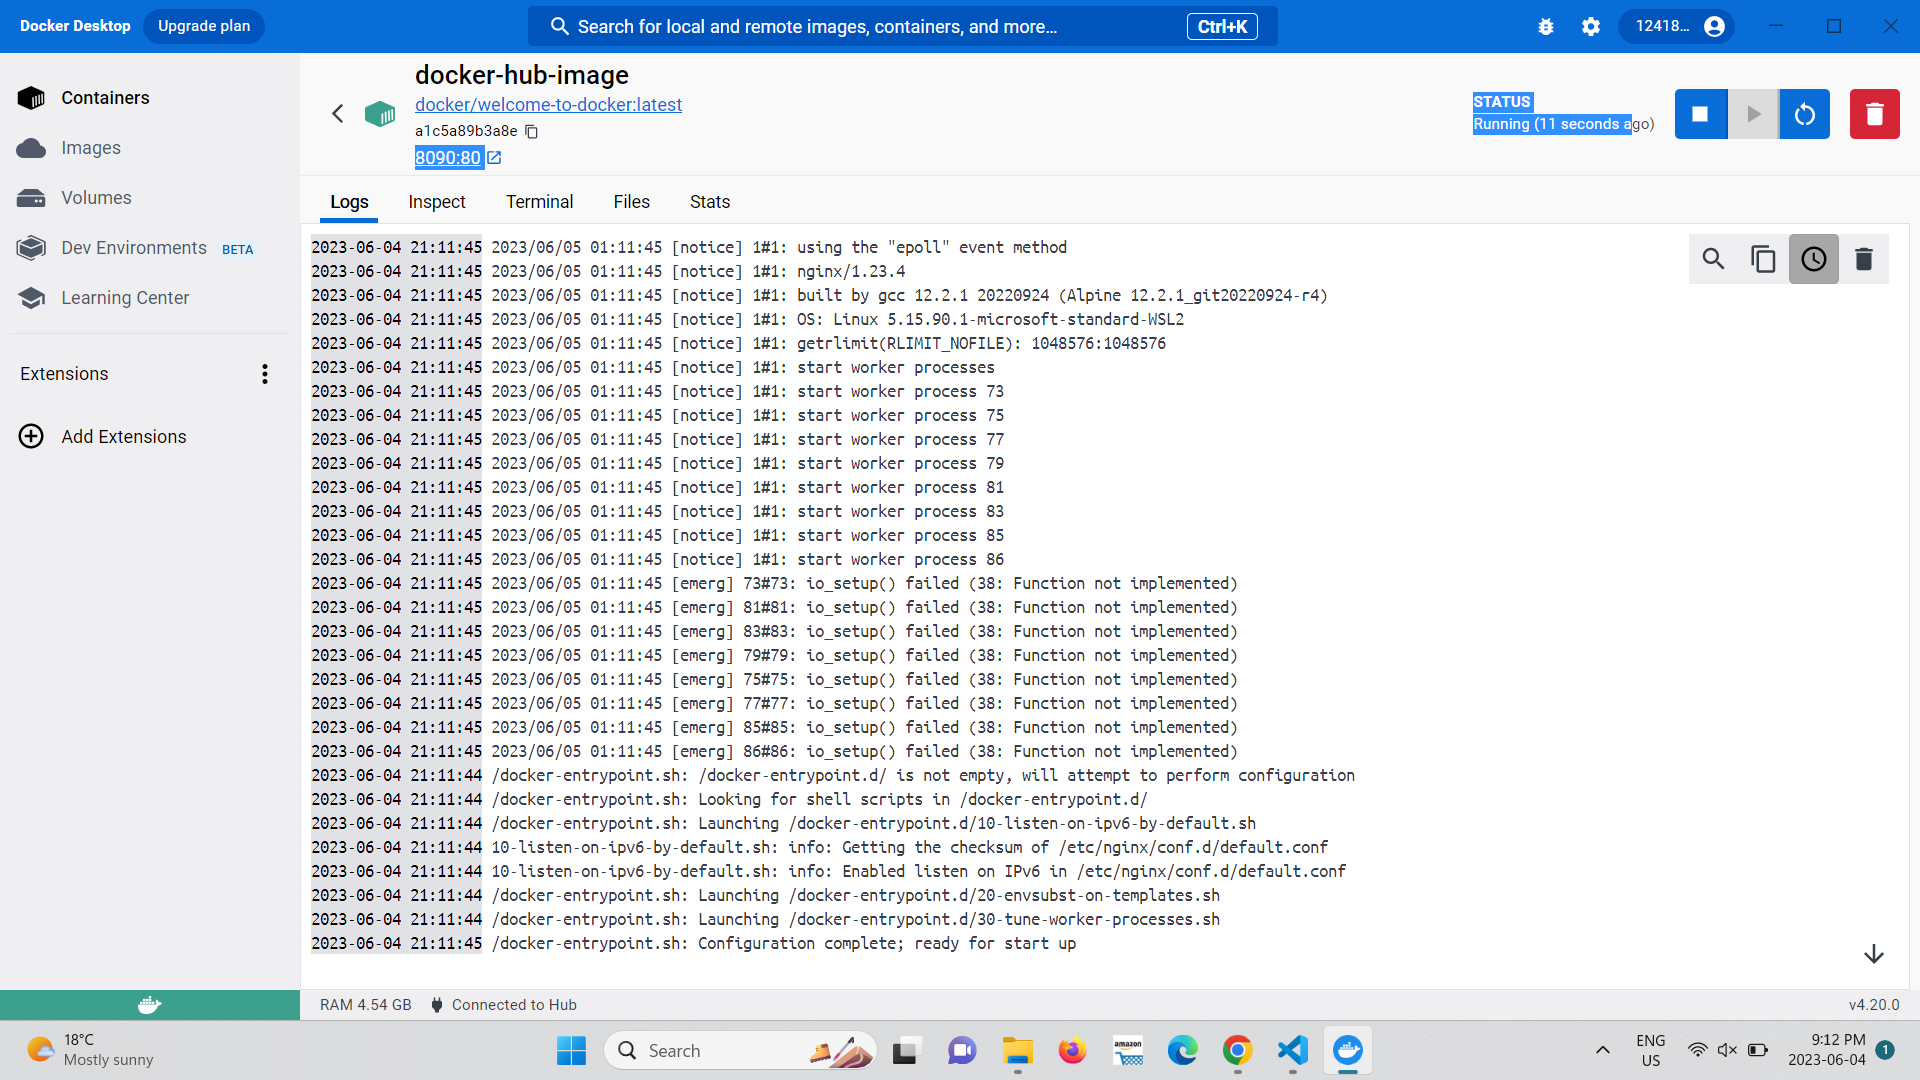 Docker Desktop Upgrade plan Search for local and remote images, containers, and more... Ctrl+K 12418...
Containers
Images
Volumes
Dev Environments BETA
Learning Center
Extensions
Add Extensions
docker-hub-image
docker/welcome-to-docker:latest
a1c5a89b3a8e
8090:80
STATUS
Running (11 seconds ago)
Logs Inspect Terminal Files Stats
2023-06-04 21:11:45 2023/06/05 01:11:45 [notice] 1#1: using the "epoll" event method
2023-06-04 21:11:45 2023/06/05 01:11:45 [notice] 1#1: nginx/1.23.4
2023-06-04 21:11:45 2023/06/05 01:11:45 [notice] 1#1: built by gcc 12.2.1 20220924 (Alpine 12.2.1_git20220924-r4)
2023-06-04 21:11:45 2023/06/05 01:11:45 [notice] 1#1: OS: Linux 5.15.90.1-microsoft-standard-WSL2
2023-06-04 21:11:45 2023/06/05 01:11:45 [notice] 1#1: getrlimit(RLIMIT_NOFILE): 1048576:1048576
2023-06-04 21:11:45 2023/06/05 01:11:45 [notice] 1#1: start worker processes
2023-06-04 21:11:45 2023/06/05 01:11:45 [notice] 1#1: start worker process 73
2023-06-04 21:11:45 2023/06/05 01:11:45 [notice] 1#1: start worker process 75
2023-06-04 21:11:45 2023/06/05 01:11:45 [notice] 1#1: start worker process 77
2023-06-04 21:11:45 2023/06/05 01:11:45 [notice] 1#1: start worker process 79
2023-06-04 21:11:45 2023/06/05 01:11:45 [notice] 1#1: start worker process 81
2023-06-04 21:11:45 2023/06/05 01:11:45 [notice] 1#1: start worker process 83
2023-06-04 21:11:45 2023/06/05 01:11:45 [notice] 1#1: start worker process 85
2023-06-04 21:11:45 2023/06/05 01:11:45 [notice] 1#1: start worker process 86
2023-06-04 21:11:45 2023/06/05 01:11:45 [emerg] 73#73: io_setup() failed (38: Function not implemented)
2023-06-04 21:11:45 2023/06/05 01:11:45 [emerg] 81#81: io_setup() failed (38: Function not implemented)
2023-06-04 21:11:45 2023/06/05 01:11:45 [emerg] 83#83: io_setup() failed (38: Function not implemented)
2023-06-04 21:11:45 2023/06/05 01:11:45 [emerg] 79#79: io_setup() failed (38: Function not implemented)
2023-06-04 21:11:45 2023/06/05 01:11:45 [emerg] 75#75: io_setup() failed (38: Function not implemented)
2023-06-04 21:11:45 2023/06/05 01:11:45 [emerg] 77#77: io_setup() failed (38: Function not implemented)
2023-06-04 21:11:45 2023/06/05 01:11:45 [emerg] 85#85: io_setup() failed (38: Function not implemented)
2023-06-04 21:11:45 2023/06/05 01:11:45 [emerg] 86#86: io_setup() failed (38: Function not implemented)
2023-06-04 21:11:44 /docker-entrypoint.sh: /docker-entrypoint.d/ is not empty, will attempt to perform configuration
2023-06-04 21:11:44 /docker-entrypoint.sh: Looking for shell scripts in /docker-entrypoint.d/
2023-06-04 21:11:44 /docker-entrypoint.sh: Launching /docker-entrypoint.d/10-listen-on-ipv6-by-default.sh
2023-06-04 21:11:44 10-listen-on-ipv6-by-default.sh: info: Getting the checksum of /etc/nginx/conf.d/default.conf
2023-06-04 21:11:44 10-listen-on-ipv6-by-default.sh: info: Enabled listen on IPv6 in /etc/nginx/conf.d/default.conf
2023-06-04 21:11:44 /docker-entrypoint.sh: Launching /docker-entrypoint.d/20-envsubst-on-templates.sh
2023-06-04 21:11:44 /docker-entrypoint.sh: Launching /docker-entrypoint.d/30-tune-worker-processes.sh
2023-06-04 21:11:45 /docker-entrypoint.sh: Configuration complete; ready for start up
RAM 4.54 GB Connected to Hub v4.20.0
18°C
Mostly sunny
Search
amazon
ENG
US
9:12 PM
2023-06-04
1